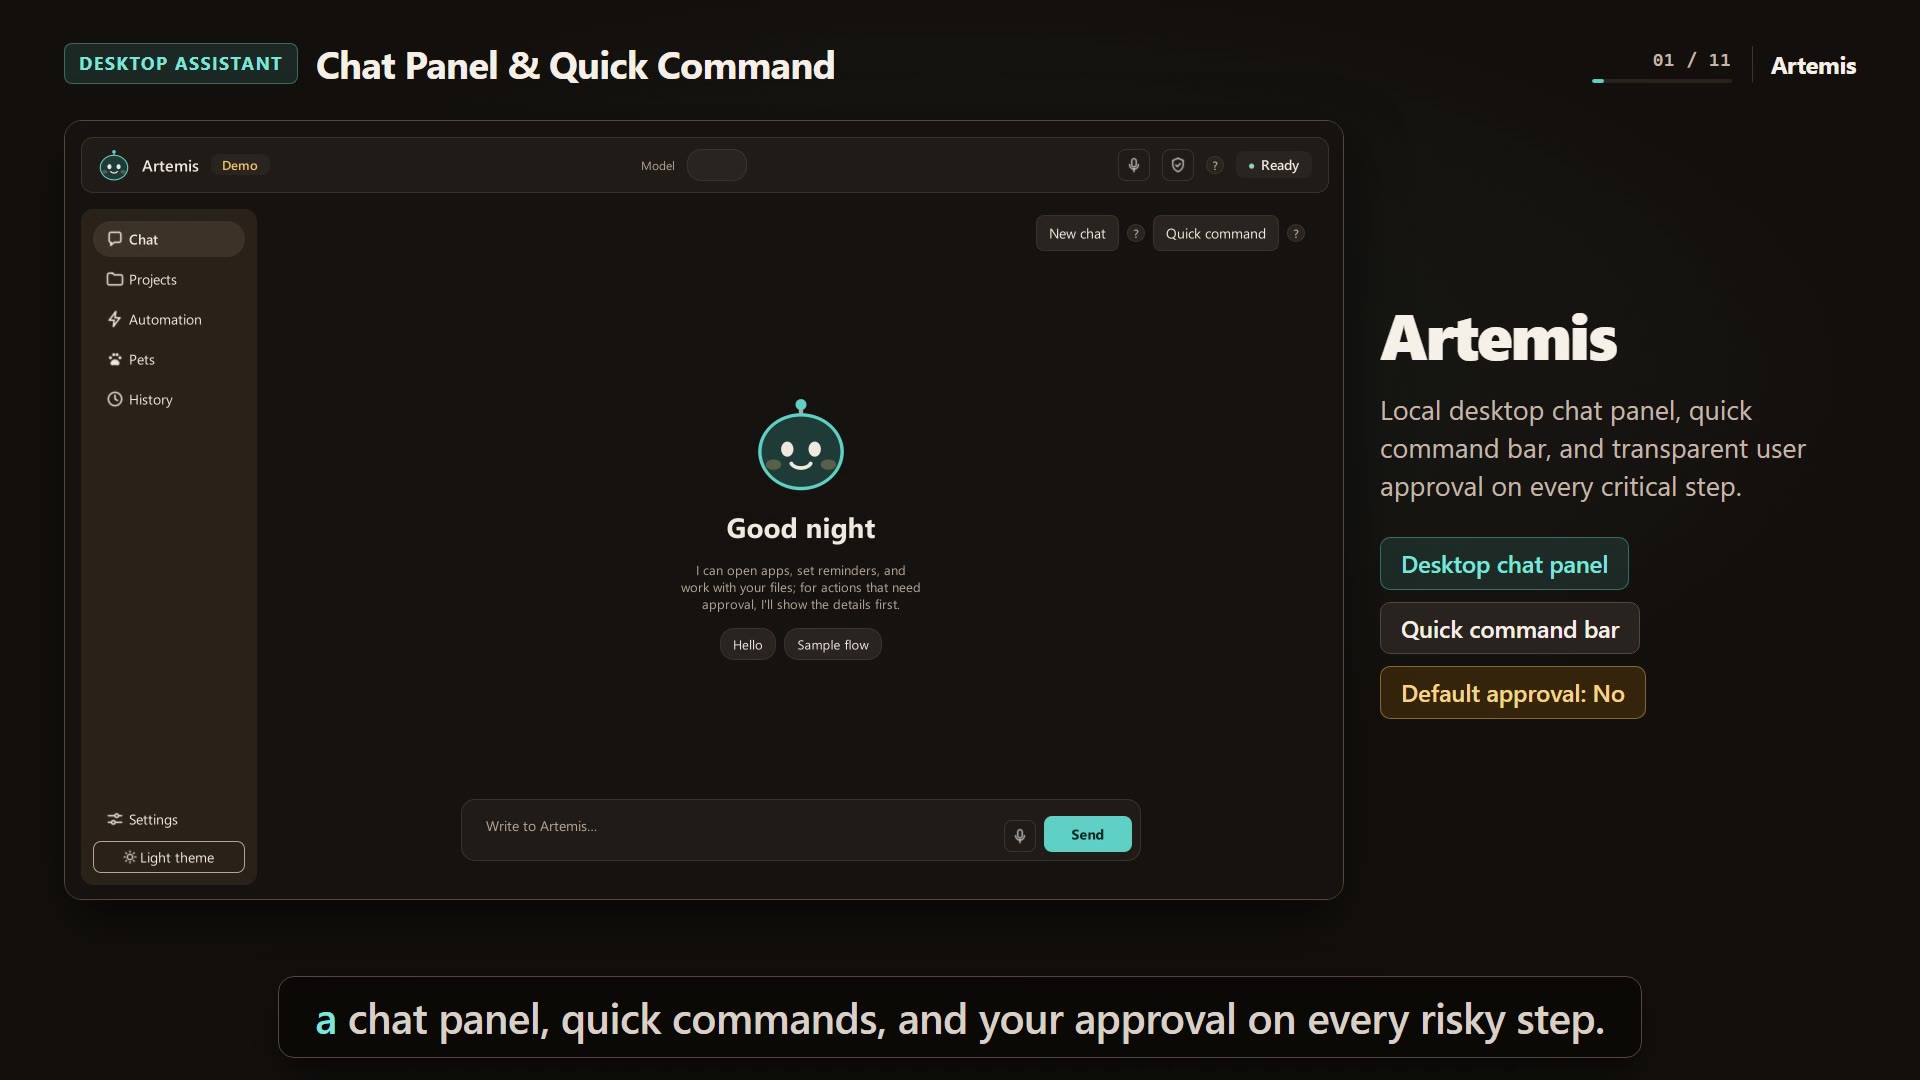 DESKTOP ASSISTANT
Chat Panel & Quick Command
01 / 11
Artemis
Artemis
Demo
Model
?
Ready
Chat
Projects
Automation
Pets
History
Settings
Light theme
New chat
?
Quick command
?
Good night
I can open apps, set reminders, and
work with your files; for actions that need
approval, I'll show the details first.
Hello
Sample flow
Write to Artemis...
Send
Artemis
Local desktop chat panel, quick
command bar, and transparent user
approval on every critical step.
Desktop chat panel
Quick command bar
Default approval: No
a chat panel, quick commands, and your approval on every risky step.